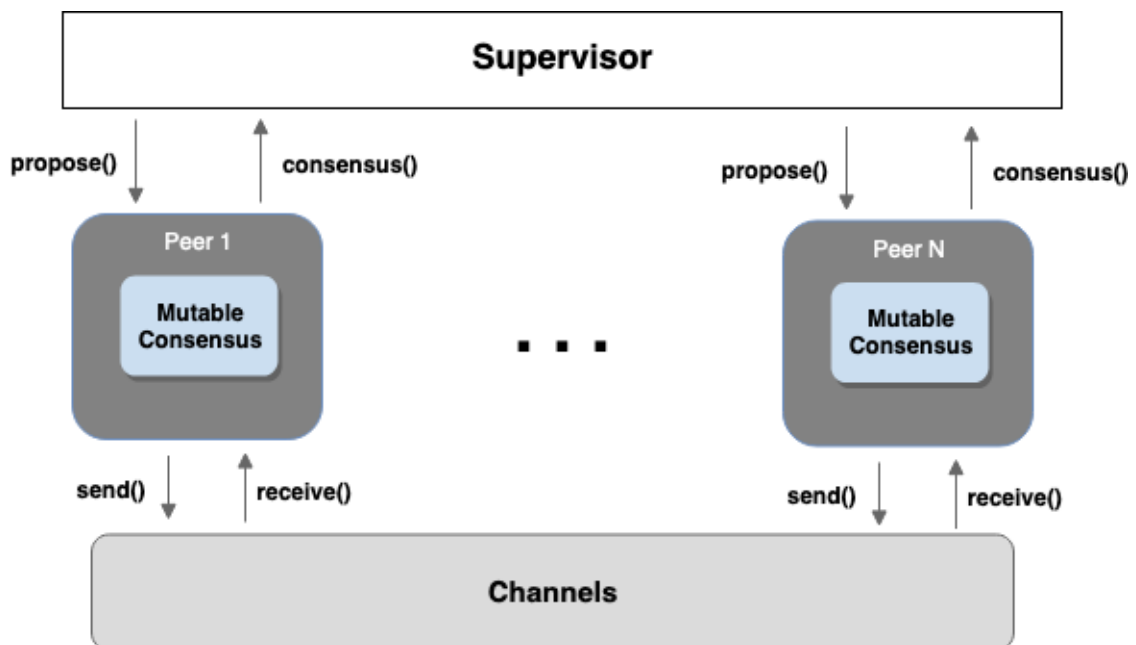 Supervisor
propose()
consensus()
propose()
consensus()
Peer 1
Mutable
Consensus
. . .
Peer N
Mutable
Consensus
send()
receive()
send()
receive()
Channels